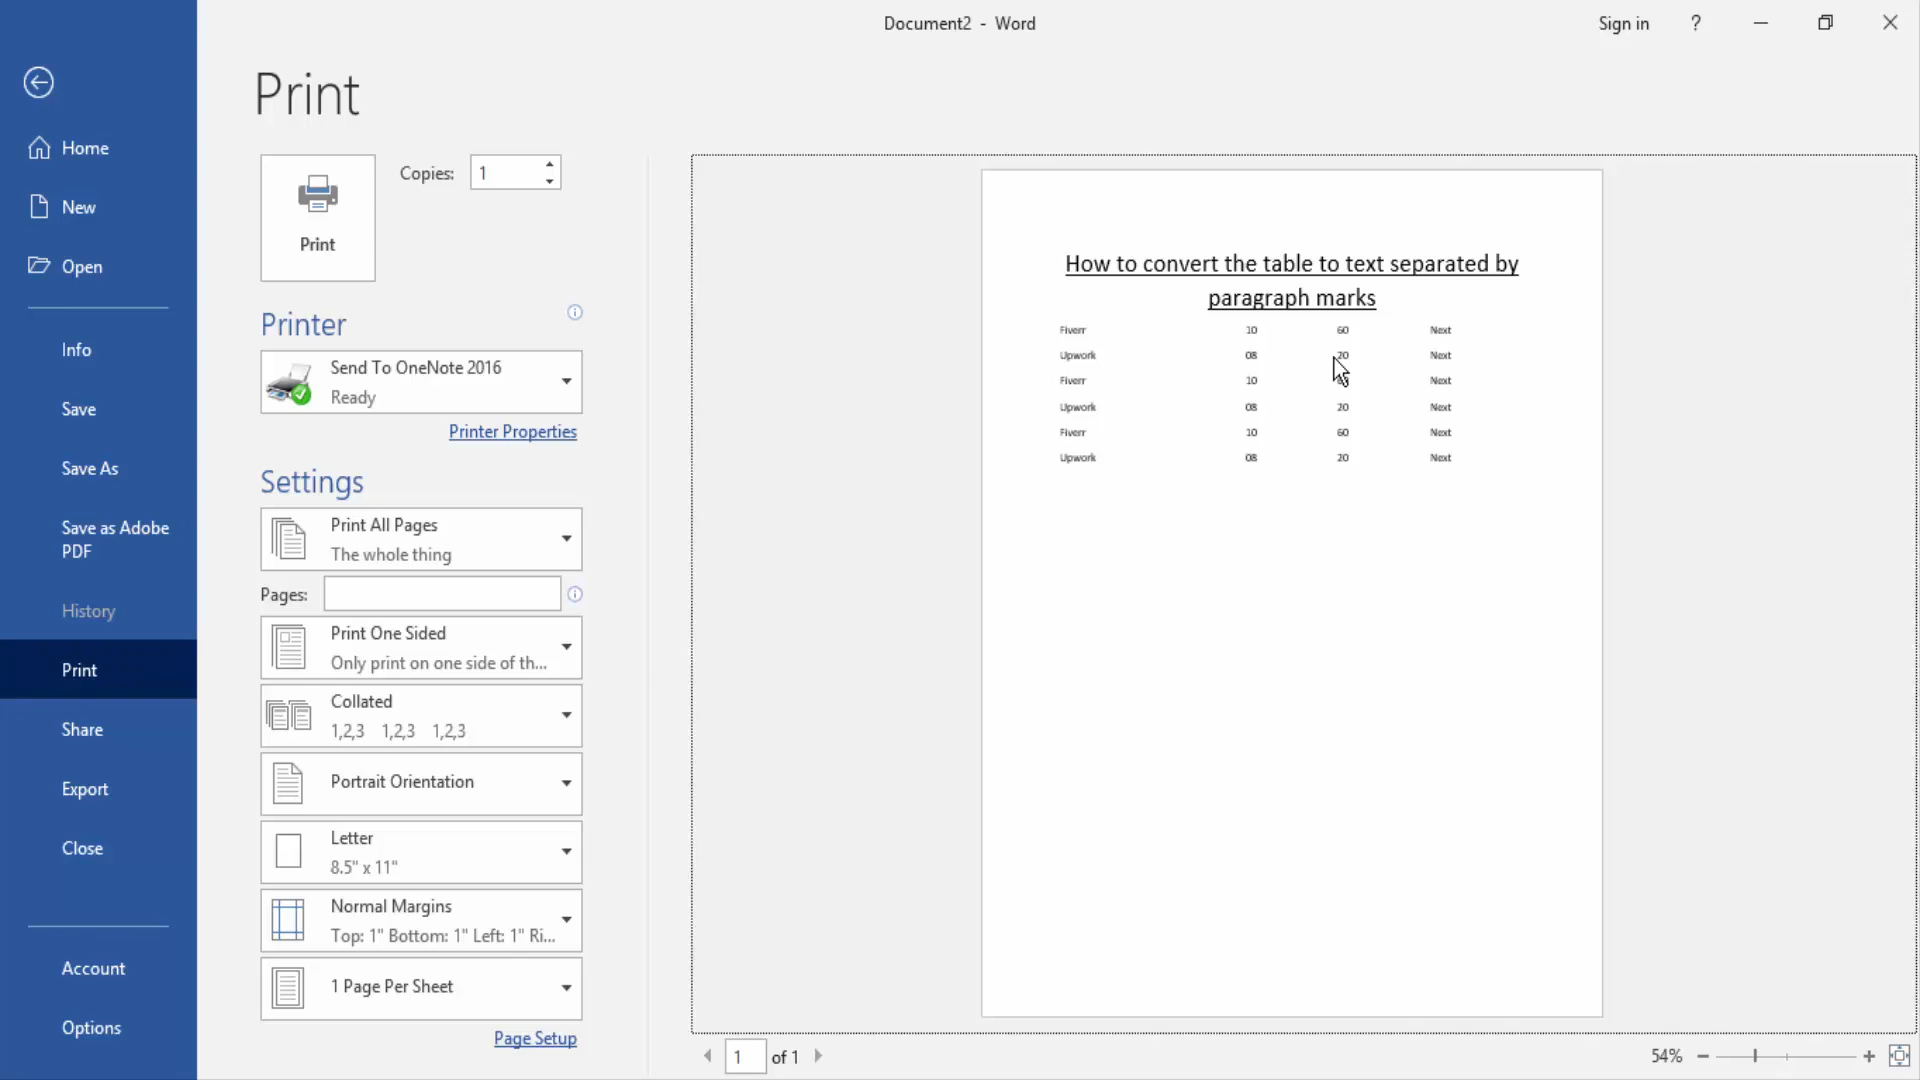 Document2 - Word
Sign in ?
Print
Home
New
Open
Info
Save
Save As
Save as Adobe
PDF
History
Print
Share
Export
Close
Account
Options
Print
Copies: 1
Printer
Send To OneNote 2016
Ready
Printer Properties
Settings
Print All Pages
The whole thing
Pages:
Print One Sided
Only print on one side of th...
Collated
1,2,3 1,2,3 1,2,3
Portrait Orientation
Letter
8.5" x 11"
Normal Margins
Top: 1" Bottom: 1" Left: 1" Ri...
1 Page Per Sheet
Page Setup
How to convert the table to text separated by
paragraph marks
Fiverr 10 60 Next
Upwork 08 20 Next
Fiverr 10 Next
Upwork 08 20 Next
Fiverr 10 60 Next
Upwork 08 20 Next
1 of 1
54%